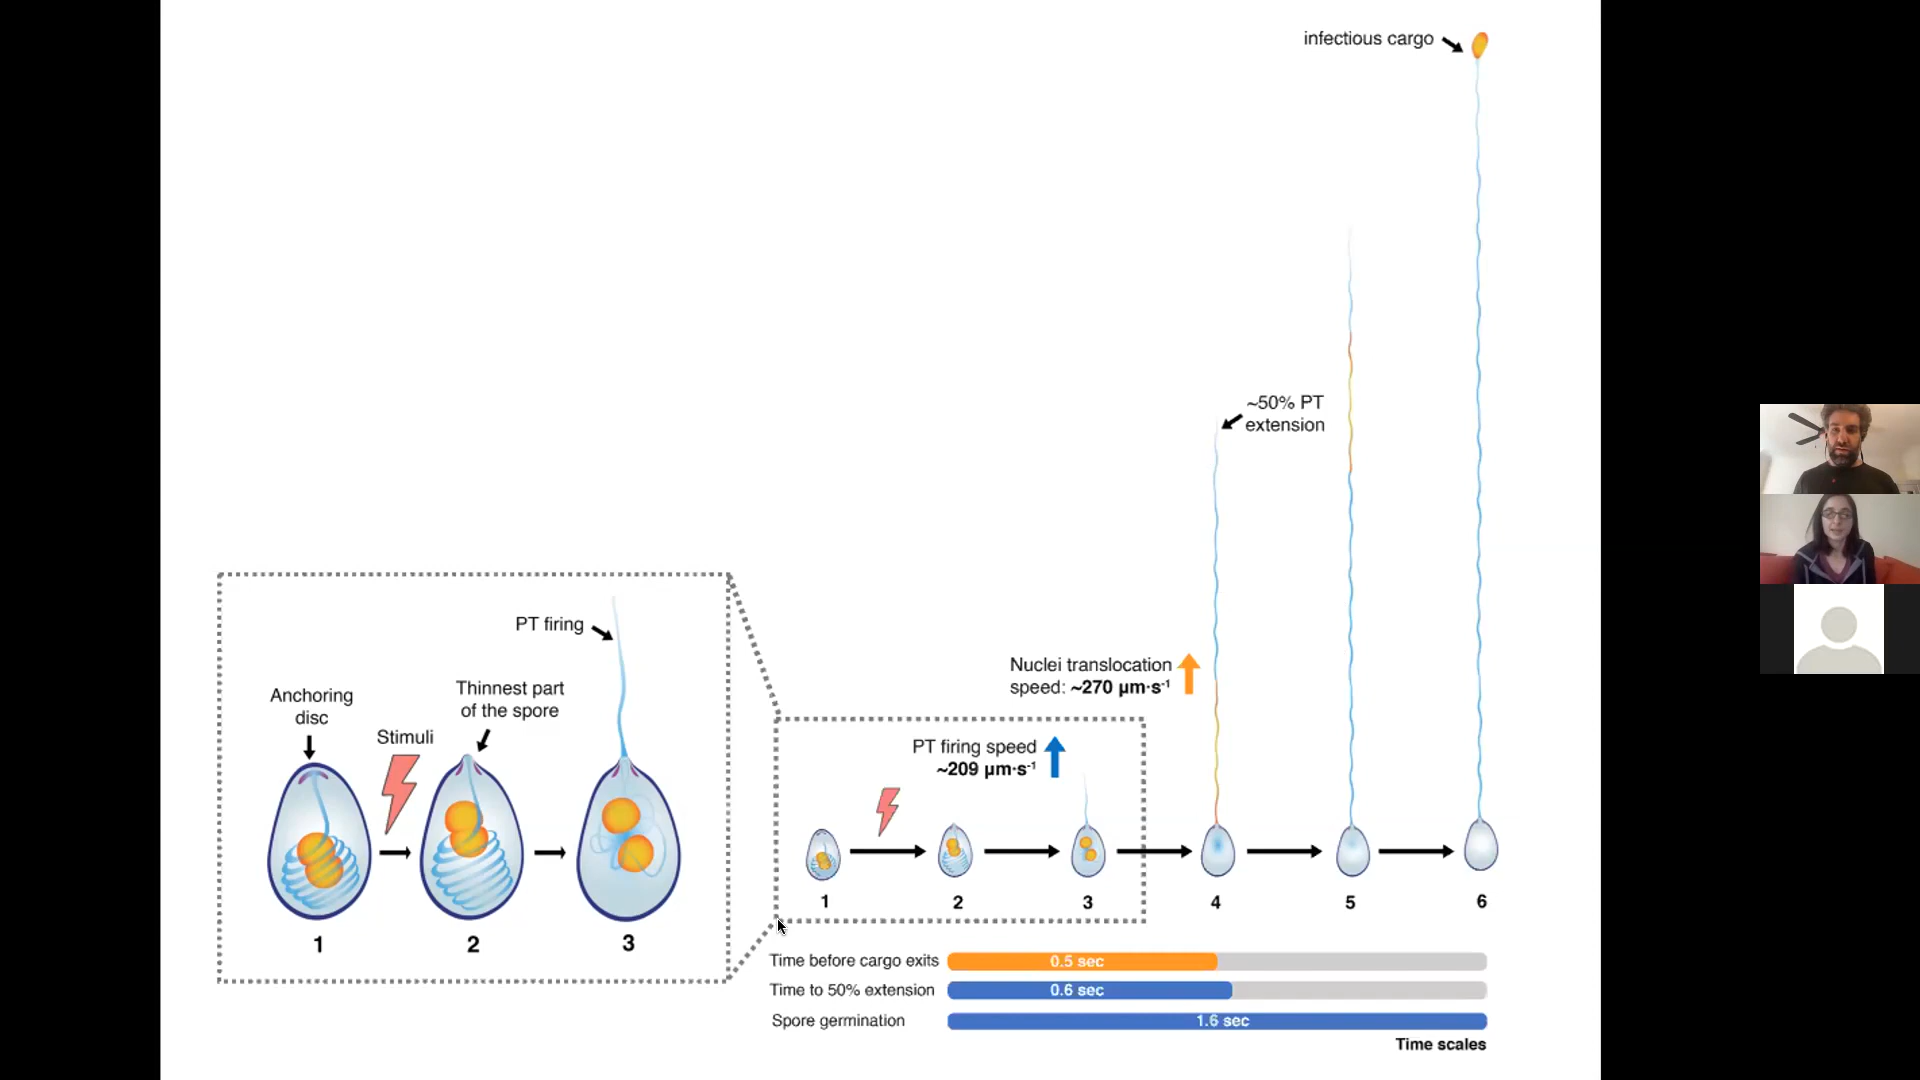 infectious cargo
~50% PT
extension
PT firing
Anchoring
disc
Stimuli
Thinnest part
of the spore
1
2
3
Nuclei translocation
speed: ~270 µm·s⁻¹
PT firing speed
~209 µm·s⁻¹
1
2
3
4
5
6
Time before cargo exits
0.5 sec
Time to 50% extension
0.6 sec
Spore germination
1.6 sec
Time scales